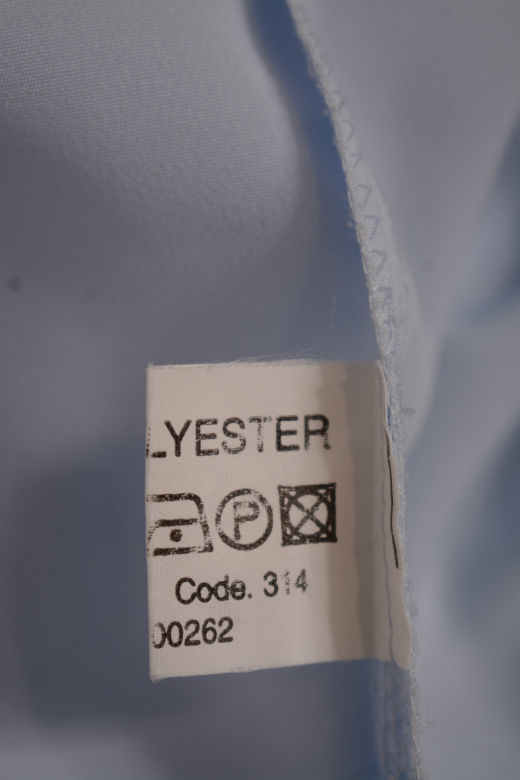 LYESTER
P
Code. 314
00262